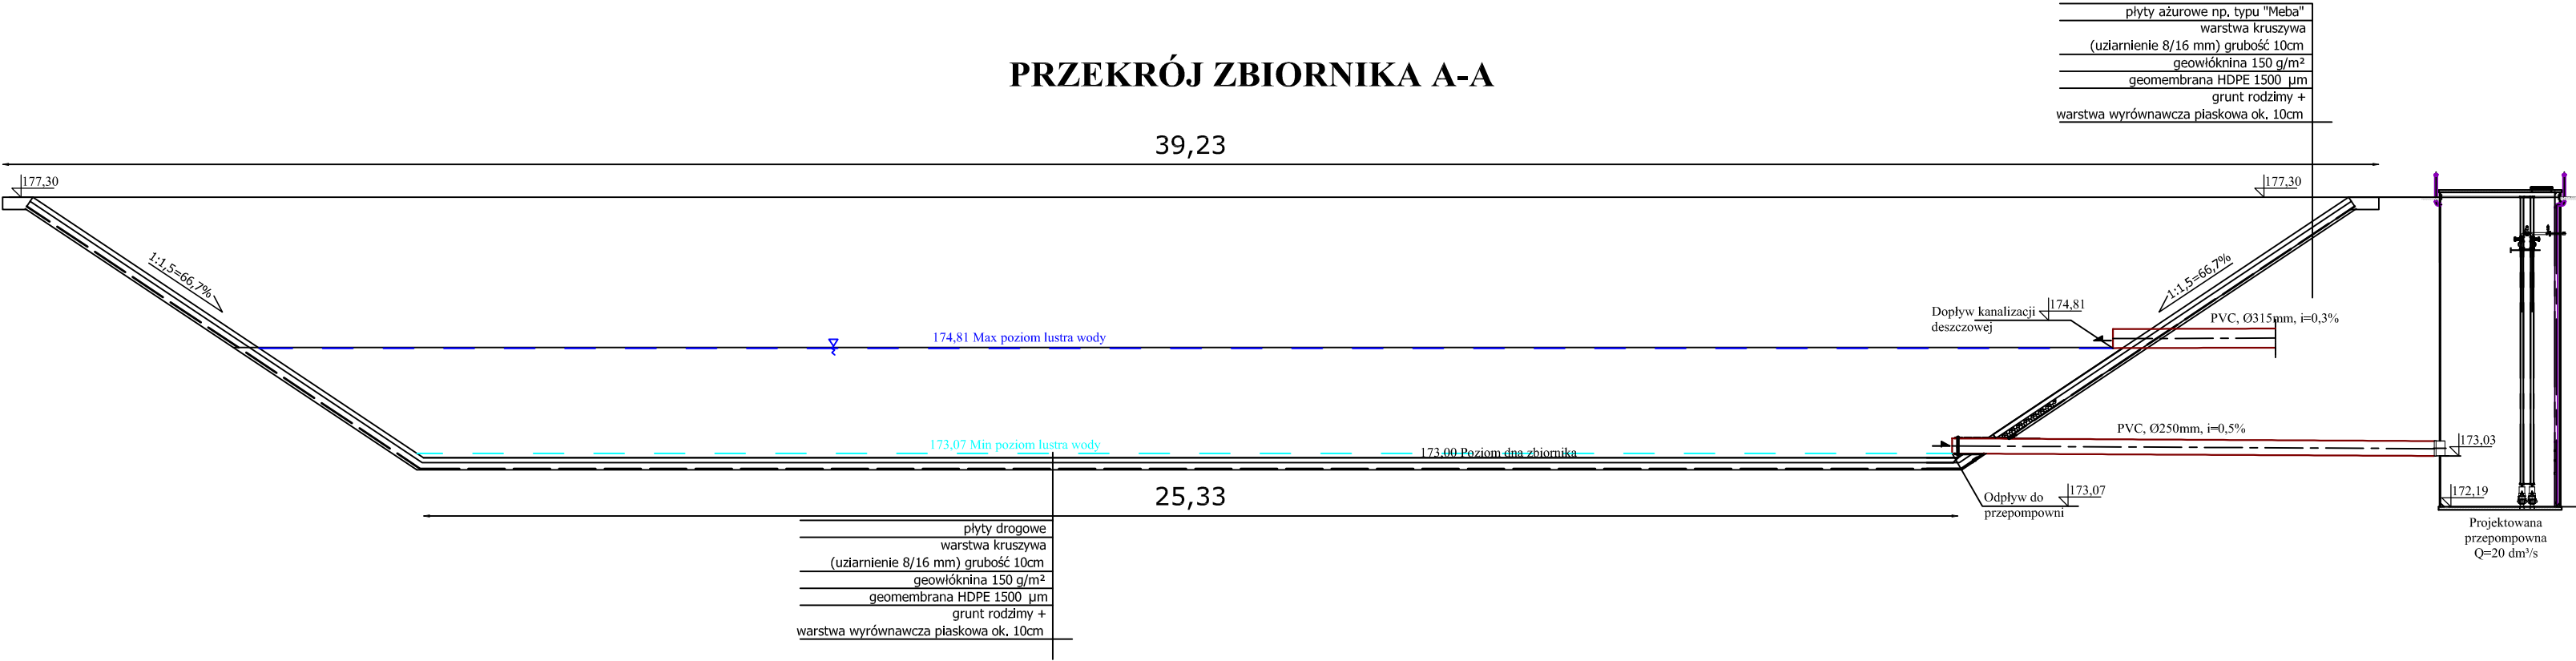 płyty ażurowe np. typu "Meba"
warstwa kruszywa
(uziarnienie 8/16 mm) grubość 10cm
geowłóknina 150 g/m²
geomembrana HDPE 1500 µm
grunt rodzimy +
warstwa wyrównawcza piaskowa ok. 10cm
PRZEKRÓJ ZBIORNIKA A-A
39,23
177,30
177,30
1:1,5=66,7%
1:1,5=66,7%
Dopływ kanalizacji
deszczowej
174,81
PVC, Ø315mm, i=0,3%
174,81 Max poziom lustra wody
173,07 Min poziom lustra wody
173,00 Poziom dna zbiornika
PVC, Ø250mm, i=0,5%
173,03
25,33
Odpływ do
przepompowni
173,07
172,19
Projektowana
przepompowna
Q=20 dm³/s
płyty drogowe
warstwa kruszywa
(uziarnienie 8/16 mm) grubość 10cm
geowłóknina 150 g/m²
geomembrana HDPE 1500 µm
grunt rodzimy +
warstwa wyrównawcza piaskowa ok. 10cm